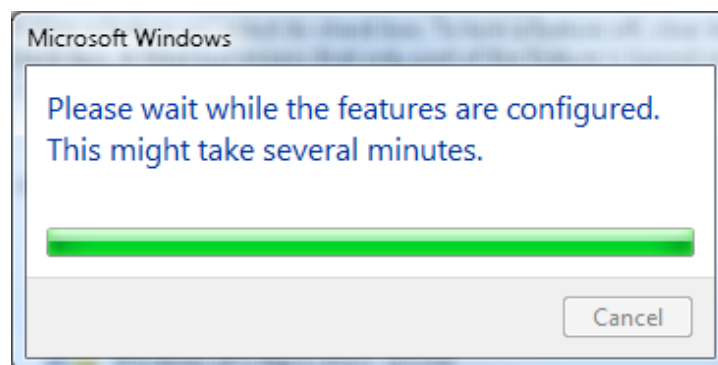 Microsoft Windows
Please wait while the features are configured.
This might take several minutes.
Cancel